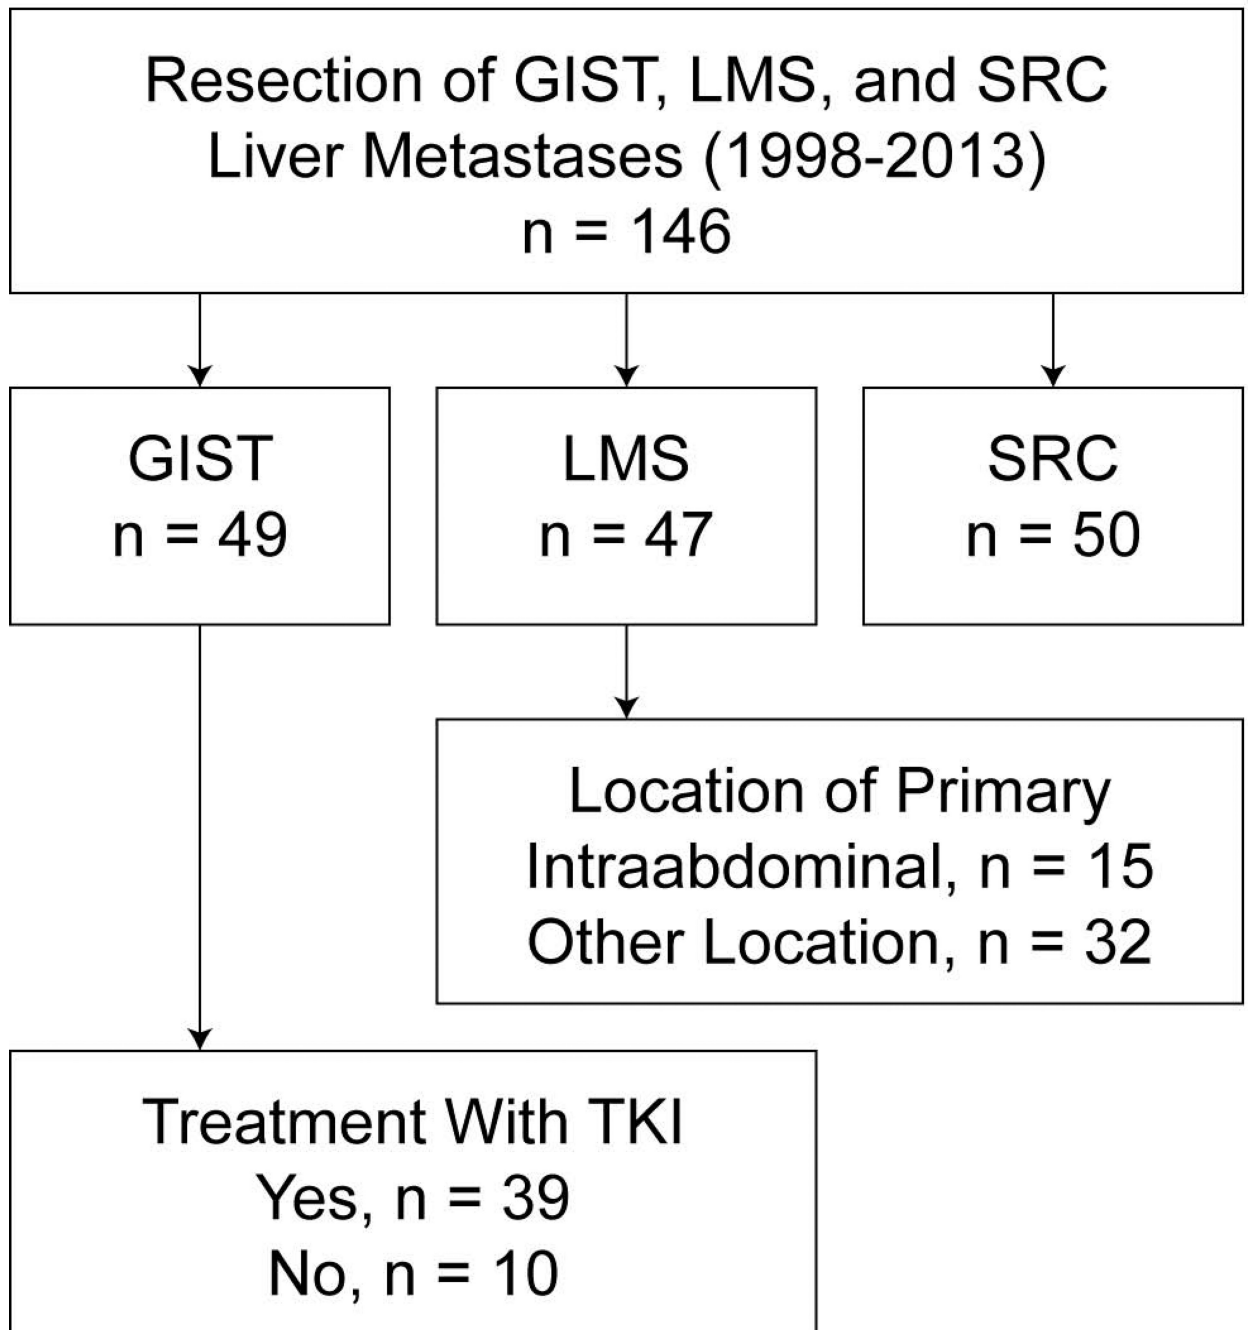 Resection of GIST, LMS, and SRC
Liver Metastases (1998-2013)
n = 146
GIST
n = 49
LMS
n = 47
SRC
n = 50
Location of Primary
Intraabdominal, n = 15
Other Location, n = 32
Treatment With TKI
Yes, n = 39
No, n = 10